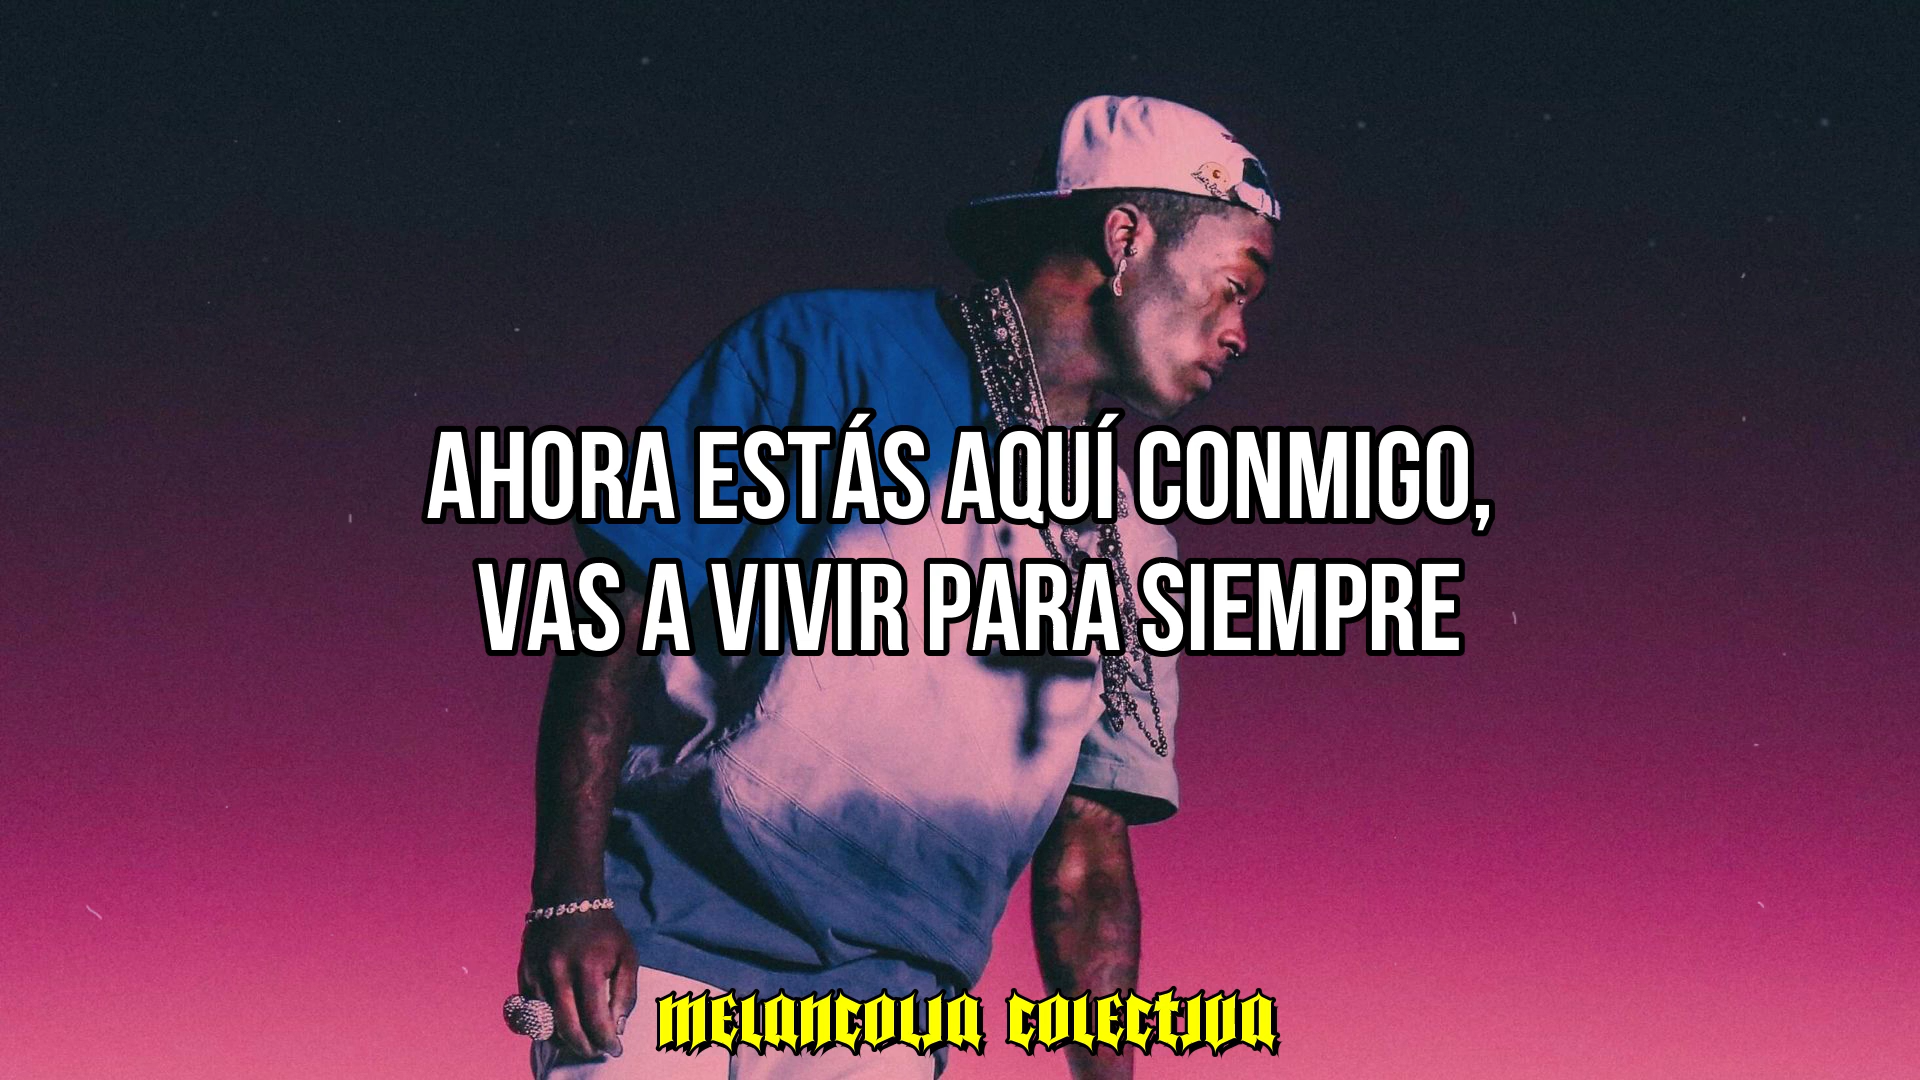 AHORA ESTÁS AQUÍ CONMIGO,
VAS A VIVIR PARA SIEMPRE
MELANCOLIA COLECTIVA